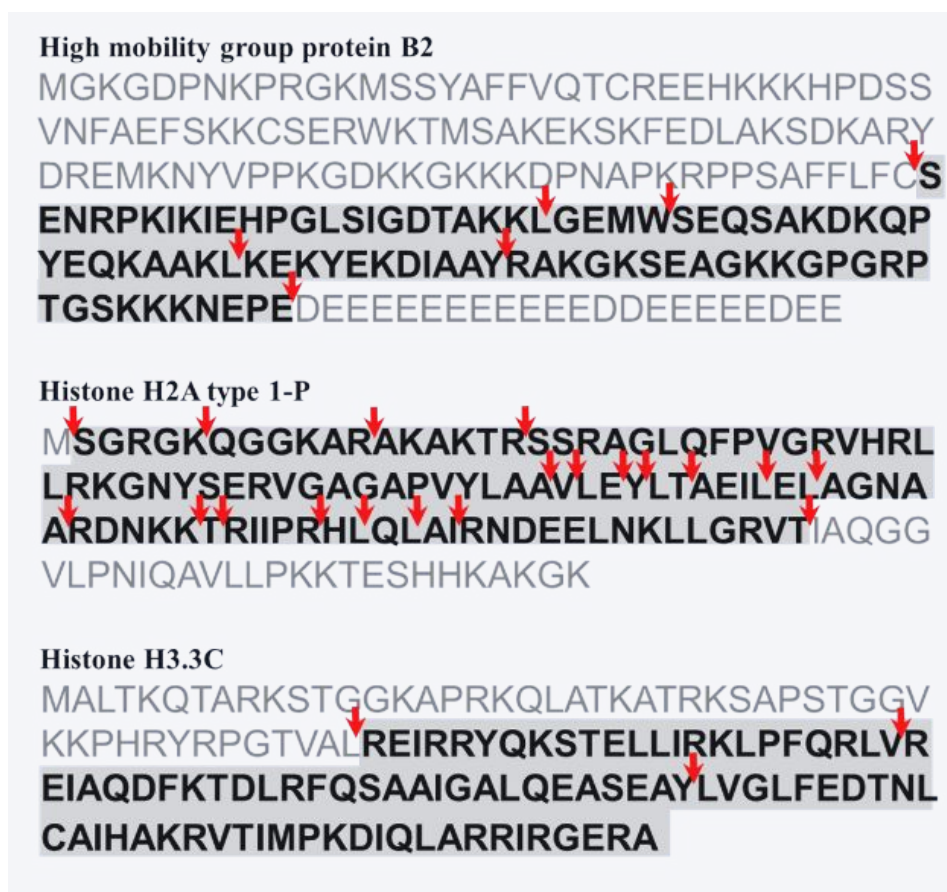 High mobility group protein B2
MGKGDPNKPRGKMSSYAFFVQTCREEHKKKHPDSS
VNFAEFSKKCSERWKTMSAKEKSKFEDLAKSDKARY
DREMKNYVPPKGDKKGKKKDPNAPKRPPSAFFLFCS
ENRPKIKIEHPGLSIGDTAKKLGEMWSEQSAKDKQP
YEQKAAKLKEKYEKDIAAYRAKGKSEAGKKGPGRP
TGSKKKNEPEDEEEEEEEEEEEDDEEEEEDEE
Histone H2A type 1-P
MSGRGKQGGKARAKAKTRSSRAGLQFPVGRVHRL
LRKGNYSERVGAGAPVYLAAVLEYLTAEILELAGNA
ARDNKKTRIIPRHLQLAIRNDEELNKLLGRVTIAQGG
VLPNIQAVLLPKKTESHHKAKGK
Histone H3.3C
MALTKQTARKSTGGKAPRKQLATKATRKSAPSTGGV
KKPHRYRPGTVALREIRRYQKSTELLIRKLPFQRLVR
EIAQDFKTDLRFQSAAIGALQEASEAYLVGLFEDTNL
CAIHAKRVTIMPKDIQLARRIRGERA